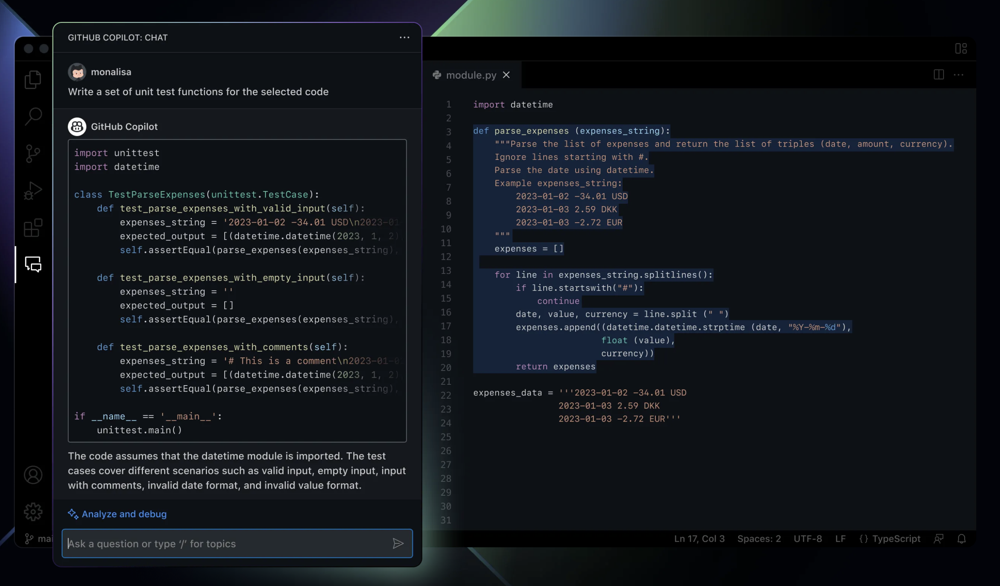 GITHUB COPILOT: CHAT
monalisa
Write a set of unit test functions for the selected code
GitHub Copilot
import unittest
import datetime
class TestParseExpenses(unittest.TestCase):
def test_parse_expenses_with_valid_input(self):
expenses_string = '2023-01-02 -34.01 USD\n2023-01-
expected_output = [(datetime.datetime(2023, 1, 2),
self.assertEqual(parse_expenses(expenses_string),
def test_parse_expenses_with_empty_input(self):
expenses_string = ''
expected_output = []
self.assertEqual(parse_expenses(expenses_string),
def test_parse_expenses_with_comments(self):
expenses_string = '# This is a comment\n2023-01-0
expected_output = [(datetime.datetime(2023, 1, 2),
self.assertEqual(parse_expenses(expenses_string),
if __name__ == '__main__':
unittest.main()
The code assumes that the datetime module is imported. The test
cases cover different scenarios such as valid input, empty input, input
with comments, invalid date format, and invalid value format.
Analyze and debug
Ask a question or type ‘/’ for topics
mai
module.py
1 import datetime
2
3 def parse_expenses (expenses_string):
4 """Parse the list of expenses and return the list of triples (date, amount, currency).
5 Ignore lines starting with #.
6 Parse the date using datetime.
7 Example expenses_string:
8 2023-01-02 -34.01 USD
9 2023-01-03 2.59 DKK
10 2023-01-03 -2.72 EUR
11 """
12 expenses = []
13
14 for line in expenses_string.splitlines():
15 if line.startswith("#"):
16 continue
17 date, value, currency = line.split (" ")
18 expenses.append((datetime.datetime.strptime (date, "%Y-%m-%d"),
19 float (value),
20 currency))
21 return expenses
22
23 expenses_data = '''2023-01-02 -34.01 USD
24 2023-01-03 2.59 DKK
25 2023-01-03 -2.72 EUR'''
26
27
28
29
30
31
Ln 17, Col 3 Spaces: 2 UTF-8 LF {} TypeScript